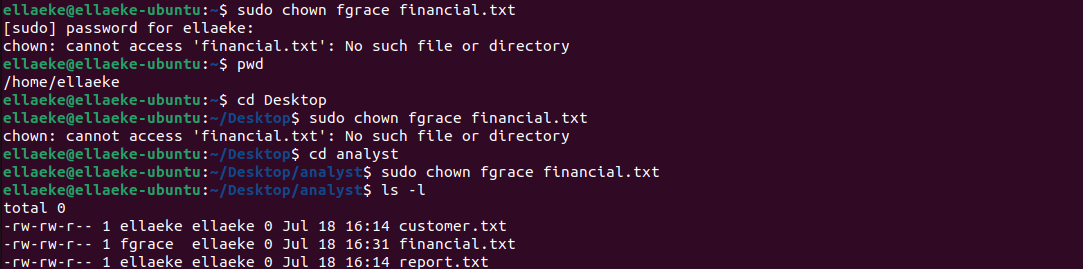 ellaeke@ellaeke-ubuntu:~$ sudo chown fgrace financial.txt
[sudo] password for ellaeke:
chown: cannot access 'financial.txt': No such file or directory
ellaeke@ellaeke-ubuntu:~$ pwd
/home/ellaeke
ellaeke@ellaeke-ubuntu:~$ cd Desktop
ellaeke@ellaeke-ubuntu:~/Desktop$ sudo chown fgrace financial.txt
chown: cannot access 'financial.txt': No such file or directory
ellaeke@ellaeke-ubuntu:~/Desktop$ cd analyst
ellaeke@ellaeke-ubuntu:~/Desktop/analyst$ sudo chown fgrace financial.txt
ellaeke@ellaeke-ubuntu:~/Desktop/analyst$ ls -l
total 0
-rw-rw-r-- 1 ellaeke ellaeke 0 Jul 18 16:14 customer.txt
-rw-rw-r-- 1 fgrace  ellaeke 0 Jul 18 16:31 financial.txt
-rw-rw-r-- 1 ellaeke ellaeke 0 Jul 18 16:14 report.txt